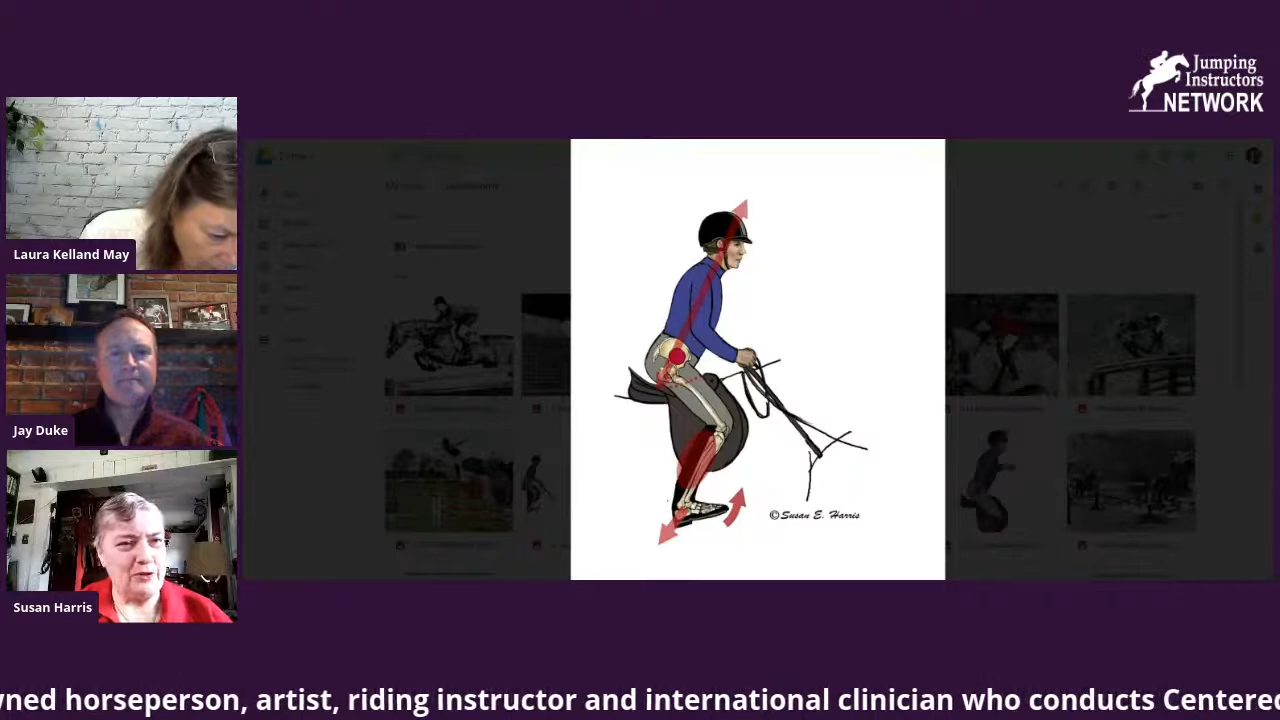 Jumping
Instructors
NETWORK
Laura Kelland May
Jay Duke
Susan Harris
©Susan E. Harris
wned horseperson, artist, riding instructor and international clinician who conducts Centered